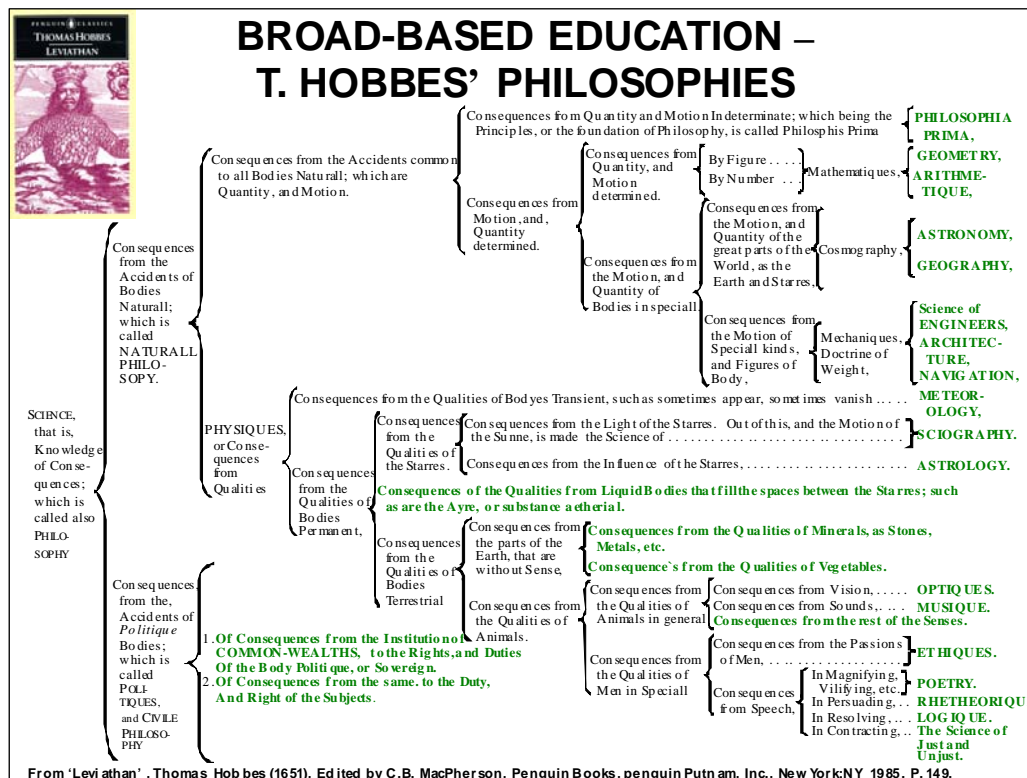 PENGUIN CLASSICS
THOMAS HOBBES
LEVIATHAN
BROAD-BASED EDUCATION –
T. HOBBES' PHILOSOPHIES
SCIENCE,
that is,
Knowledge
of Conse-
quences;
which is
called also
PHILO-
SOPHY
Consequences
from the
Accidents of
Bodies
Naturall;
which is
called
NATURALL
PHILO-
SOPY.
Consequences from the Accidents common
to all Bodies Naturall; which are
Quantity, and Motion.
Consequences from Quantity and Motion Indeterminate; which being the
Principles, or the foundation of Philosophy, is called Philosphis Prima
PHILOSOPHIA
PRIMA,
Consequences from
Motion, and,
Quantity
determined.
Consequences from
Quantity, and
Motion
determined.
By Figure . . . . .
By Number . . .
Mathematiques,
GEOMETRY,
ARITHME-
TIQUE,
Consequences from
the Motion, and
Quantity of
Bodies in speciall.
Consequences from
the Motion, and
Quantity of the
great parts of the
World, as the
Earth and Starres,
Cosmography,
ASTRONOMY,
GEOGRAPHY,
Consequences from
the Motion of
Speciall kinds,
and Figures of
Body,
Mechaniques,
Doctrine of
Weight,
Science of
ENGINEERS,
ARCHITEC-
TURE,
NAVIGATION,
PHYSIQUES,
or Conse-
quences
from
Qualities
Consequences from the Qualities of Bodyes Transient, such as sometimes appear, sometimes vanish . . . . .
METEOR-
OLOGY,
Consequences
from the
Qualities of
Bodies
Permanent,
Consequences
from the
Qualities of
the Starres.
Consequences from the Light of the Starres. Out of this, and the Motion of
the Sunne, is made the Science of . . . . . . . . . . . . . . . . . . . . . . . . . . . . . .
SCIOGRAPHY.
Consequences from the Influence of the Starres, . . . . . . . . . . . . . . . . . . . . .
ASTROLOGY.
Consequences of the Qualities from Liquid Bodies that fill the spaces between the Starres; such
as are the Ayre, or substance aetherial.
Consequences
from the
Qualities of
Bodies
Terrestrial
Consequences from
the parts of the
Earth, that are
without Sense,
Consequences from the Qualities of Minerals, as Stones,
Metals, etc.
Consequence`s from the Qualities of Vegetables.
Consequences from
the Qualities of
Animals.
Consequences from
the Qualities of
Animals in general
Consequences from Vision, . . . . .
OPTIQUES.
Consequences from Sounds, . . . .
MUSIQUE.
Consequences from the rest of the Senses.
Consequences from
the Qualities of
Men in Speciall
Consequences from the Passions
of Men, . . . . . . . . . . . . . . . . . . .
ETHIQUES.
Consequences
from Speech,
In Magnifying,
Vilifying, etc.
POETRY.
In Persuading, . .
RHETHEORIQU
In Resolving, . . .
LOGIQUE.
In Contracting, . .
The Science of
Just and
Unjust.
Consequences
from the,
Accidents of
Politique
Bodies;
which is
called
POLI-
TIQUES,
and CIVILE
PHILOSO-
PHY
1. Of Consequences from the Institution of
COMMON-WEALTHS, to the Rights, and Duties
Of the Body Politique, or Sovereign.
2. Of Consequences from the same. to the Duty,
And Right of the Subjects.
From 'Leviathan' , Thomas Hobbes (1651). Edited by C.B. MacPherson. Penguin Books. penguin Putnam. Inc.. New York:NY 1985. P.149.